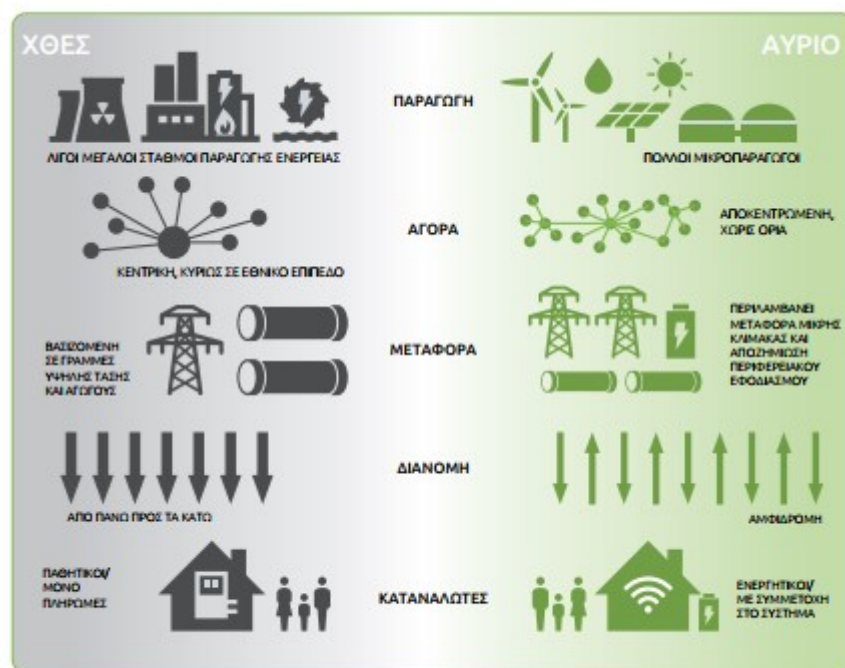 ΧΘΕΣ
ΑΥΡΙΟ
ΠΑΡΑΓΩΓΗ
ΛΙΓΟΙ ΜΕΓΑΛΟΙ ΣΤΑΘΜΟΙ ΠΑΡΑΓΩΓΗΣ ΕΝΕΡΓΕΙΑΣ
ΠΟΛΛΟΙ ΜΙΚΡΟΠΑΡΑΓΩΓΟΙ
ΑΓΟΡΑ
ΚΕΝΤΡΙΚΗ, ΚΥΡΙΩΣ ΣΕ ΕΘΝΙΚΟ ΕΠΙΠΕΔΟ
ΑΠΟΚΕΝΤΡΩΜΕΝΗ,
ΧΩΡΙΣ ΟΡΙΑ
ΜΕΤΑΦΟΡΑ
ΒΑΣΙΖΟΜΕΝΗ
ΣΕ ΓΡΑΜΜΕΣ
ΥΨΗΛΗΣ ΤΑΣΗΣ
ΚΑΙ ΑΓΩΓΟΥΣ
ΠΕΡΙΛΑΜΒΑΝΕΙ
ΜΕΤΑΦΟΡΑ ΜΙΚΡΗΣ
ΚΛΙΜΑΚΑΣ ΚΑΙ
ΑΠΟΖΗΜΙΩΣΗ
ΠΕΡΙΦΕΡΕΙΑΚΟΥ
ΕΦΟΔΙΑΣΜΟΥ
ΔΙΑΝΟΜΗ
ΑΠΟ ΠΑΝΩ ΠΡΟΣ ΤΑ ΚΑΤΩ
ΑΜΦΙΔΡΟΜΗ
ΚΑΤΑΝΑΛΩΤΕΣ
ΠΑΘΗΤΙΚΟΙ/
ΜΟΝΟ
ΠΛΗΡΩΜΕΣ
ΕΝΕΡΓΗΤΙΚΟΙ/
ΜΕ ΣΥΜΜΕΤΟΧΗ
ΣΤΟ ΣΥΣΤΗΜΑ